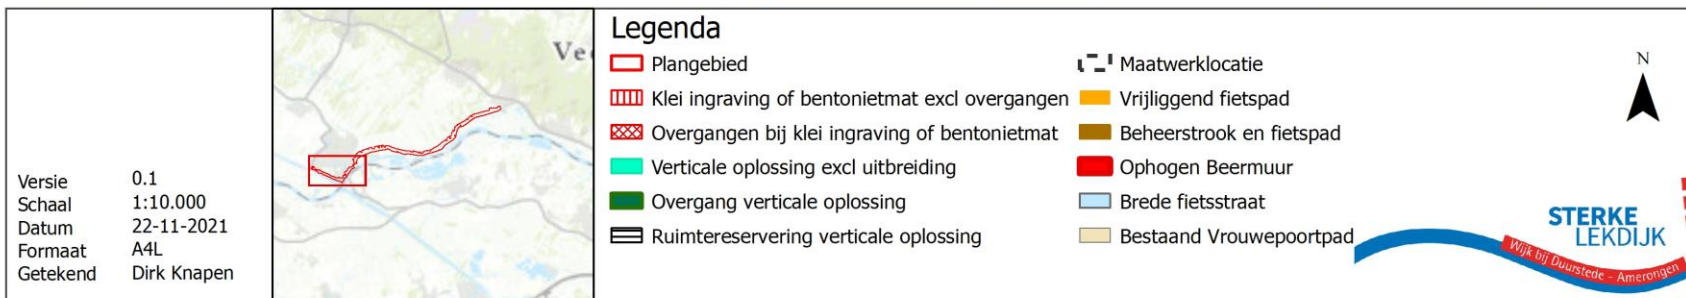 Versie 0.1
Schaal 1:10.000
Datum 22-11-2021
Formaat A4L
Getekend Dirk Knapen
Legenda
Plangebied
Klei ingraving of bentonietmat excl overgangen
Overgangen bij klei ingraving of bentonietmat
Verticale oplossing excl uitbreiding
Overgang verticale oplossing
Ruimtereservering verticale oplossing
Maatwerklocatie
Vrijliggend fietspad
Beheerstrook en fietspad
Ophogen Beermuur
Brede fietsstraat
Bestaand Vrouwepoortpad
N
STERKE
LEKDIJK
Wijk bij Duurstede - Amerongen